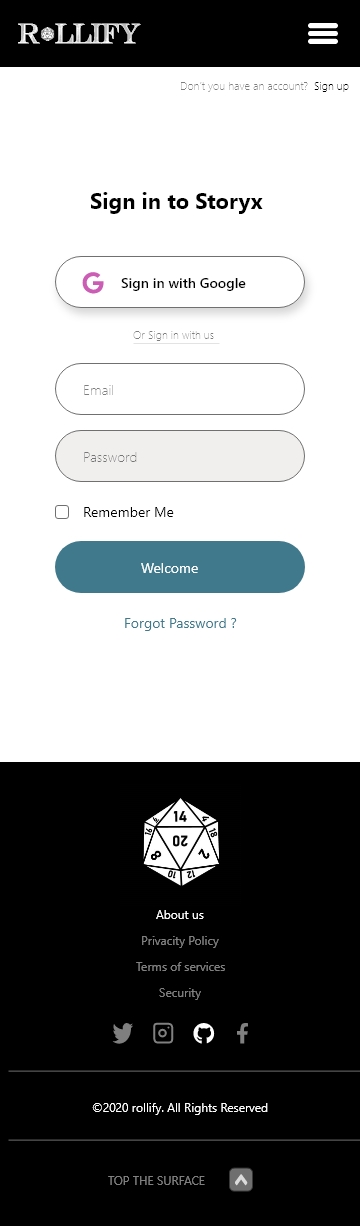 ROLLIFY
Don't you have an account? Sign up
Sign in to Storyx
Sign in with Google
Or Sign in with us
Email
Password
Remember Me
Welcome
Forgot Password ?
14
4
16
18
20
8
2
10
12
About us
Privacity Policy
Terms of services
Security
©2020 rollify. All Rights Reserved
TOP THE SURFACE